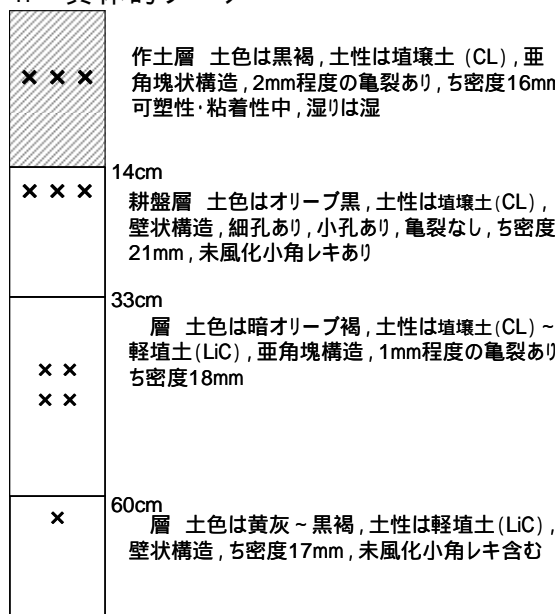 作土層 土色は黒褐,土性は埴壌土 (CL),亜
角塊状構造,2mm程度の亀裂あり,ち密度16mm
可塑性・粘着性中,湿りは湿
14cm
耕盤層 土色はオリーブ黒,土性は埴壌土(CL),
壁状構造,細孔あり,小孔あり,亀裂なし,ち密度
21mm,未風化小角レキあり
33cm
層 土色は暗オリーブ褐,土性は埴壌土(CL)~
軽埴土(LiC),亜角塊構造,1mm程度の亀裂あり
ち密度18mm
60cm
層 土色は黄灰~黒褐,土性は軽埴土(LiC),
壁状構造,ち密度17mm,未風化小角レキ含む